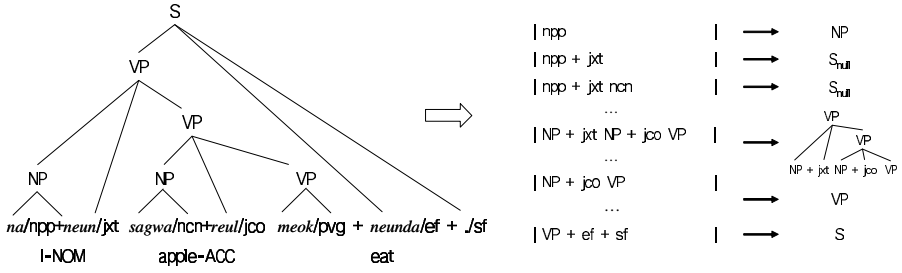 S
VP
VP
NP NP VP
na/npp+neun/jxt sagwa/ncn+reul/jco meok/pvg + neunda/ef + ./sf
I-NOM apple-ACC eat
| npp | NP
| npp + jxt | Snull
| npp + jxt ncn | Snull
...
| NP + jxt NP + jco VP |
VP
VP
NP + jxt NP + jco VP
...
| NP + jco VP | VP
...
| VP + ef + sf | S